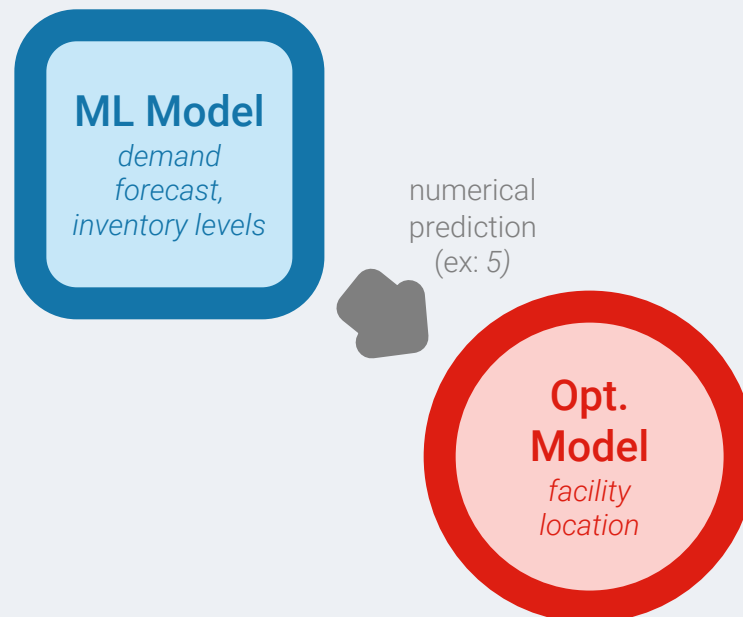 ML Model
demand
forecast,
inventory levels
numerical
prediction
(ex: 5)
Opt.
Model
facility
location